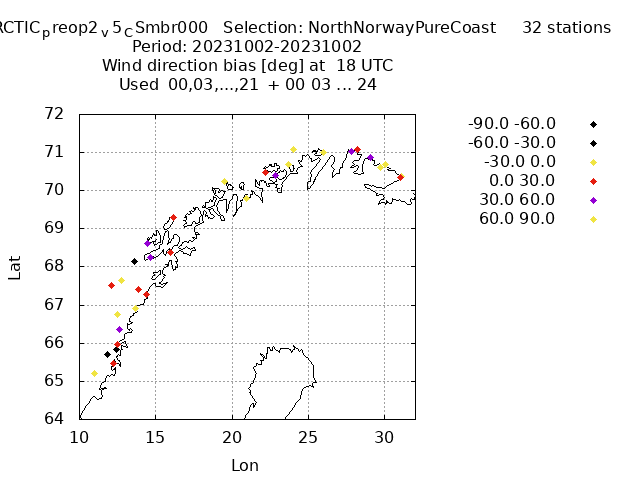 RCTIC_preop2_v5_CSmbr000 Selection: NorthNorwayPureCoast 32 stations
Period: 20231002-20231002
Wind direction bias [deg] at 18 UTC
Used 00,03,...,21 + 00 03 ... 24
-90.0 -60.0
-60.0 -30.0
-30.0 0.0
0.0 30.0
30.0 60.0
60.0 90.0
72
71
70
69
68
67
66
65
64
Lat
10 15 20 25 30
Lon